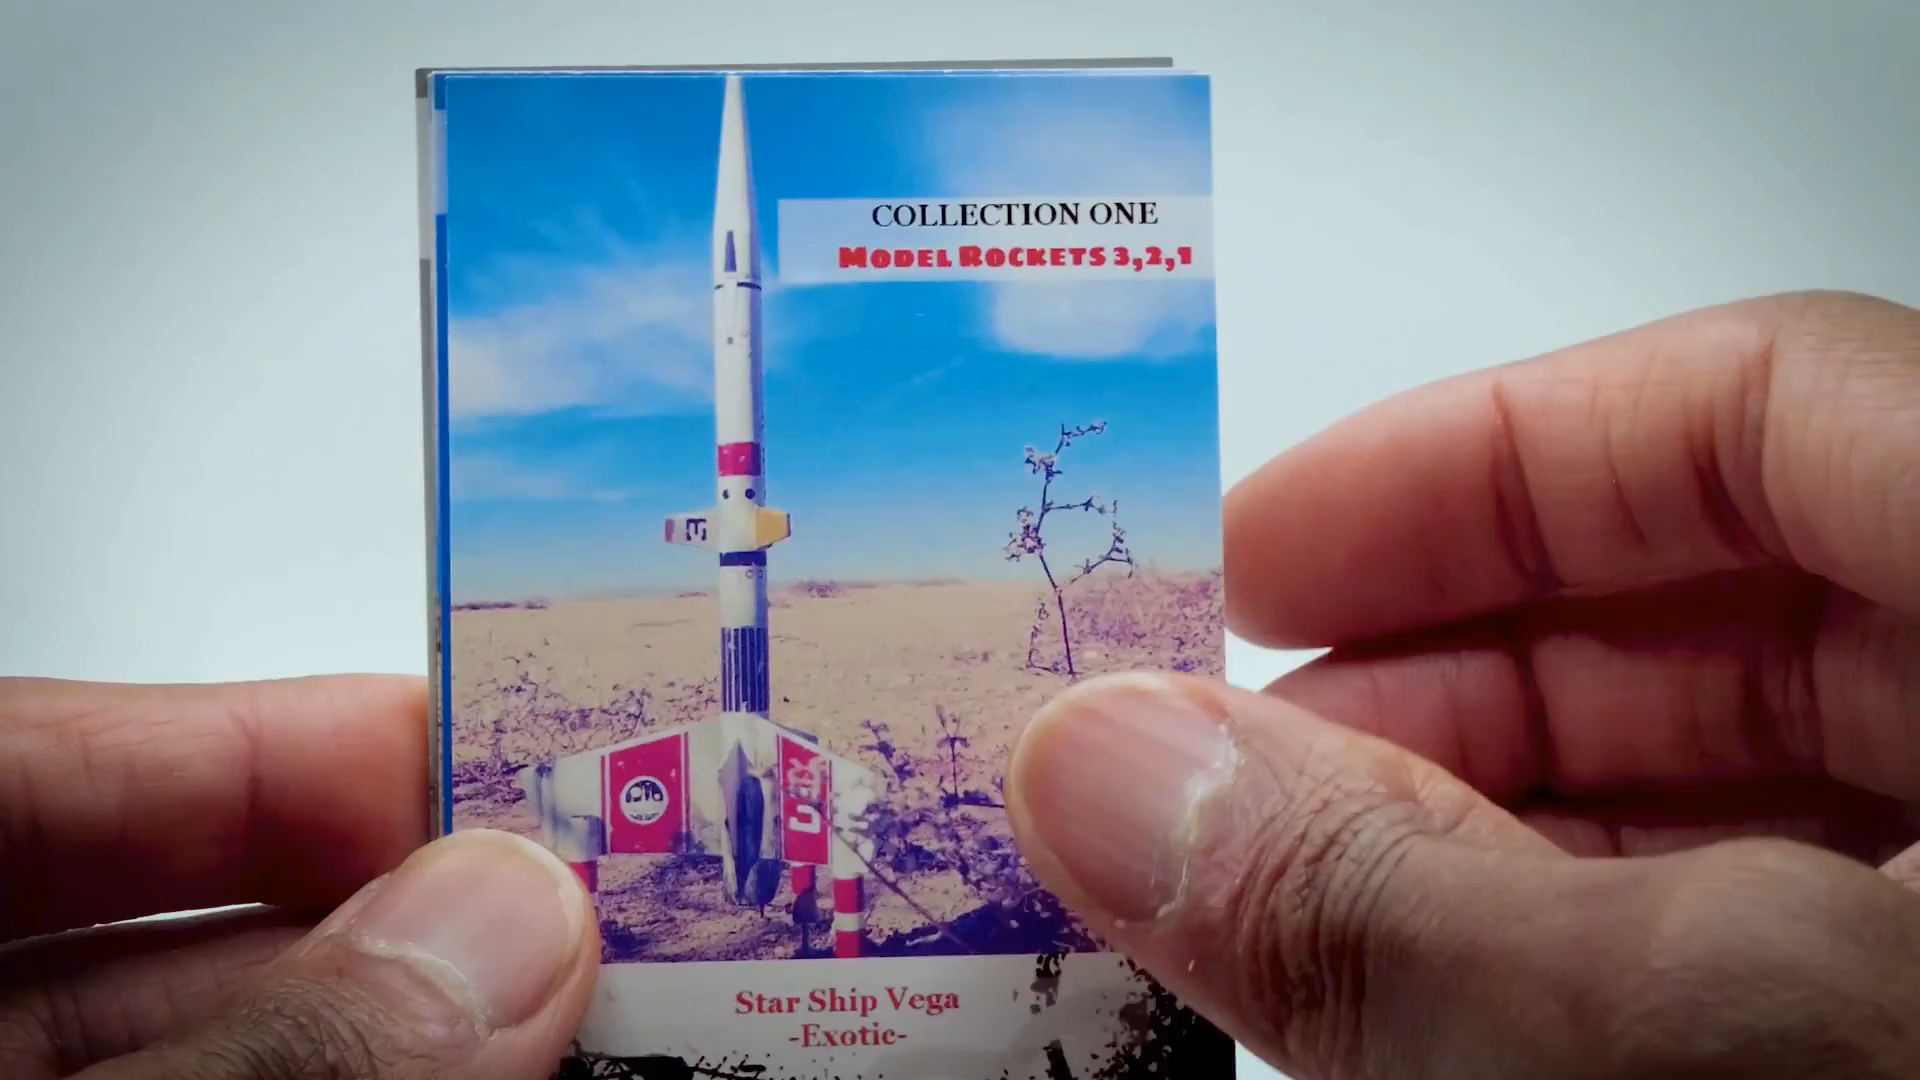 COLLECTION ONE
MODEL ROCKETS 3,2,1
Star Ship Vega
-Exotic-